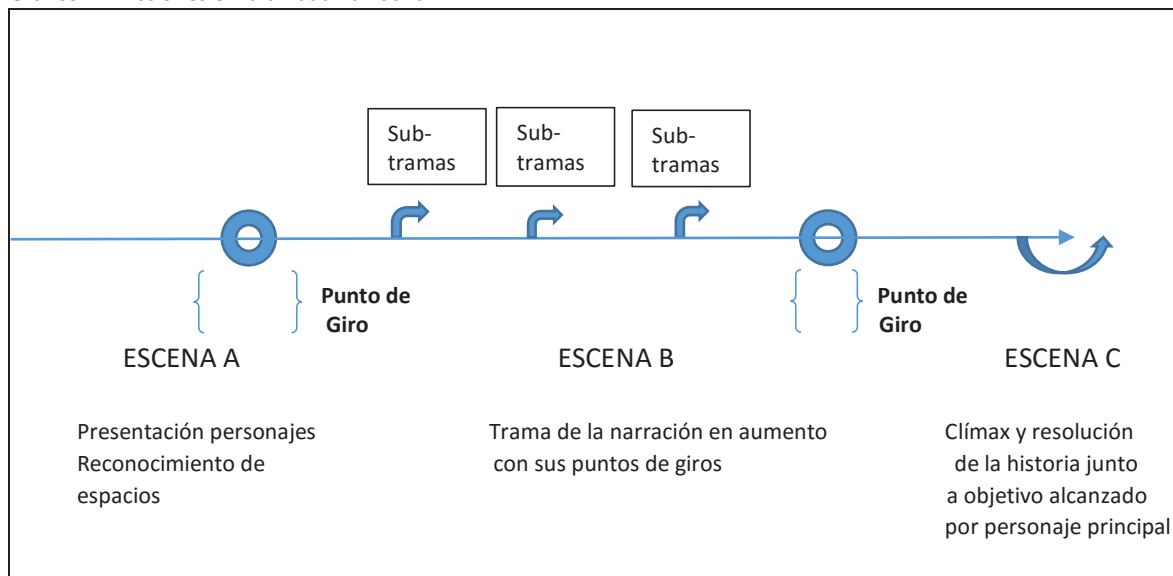 Sub-
tramas
Sub-
tramas
Sub-
tramas
Punto de
Giro
Punto de
Giro
ESCENA A
ESCENA B
ESCENA C
Presentación personajes
Reconocimiento de
espacios
Trama de la narración en aumento
con sus puntos de giros
Clímax y resolución
de la historia junto
a objetivo alcanzado
por personaje principal